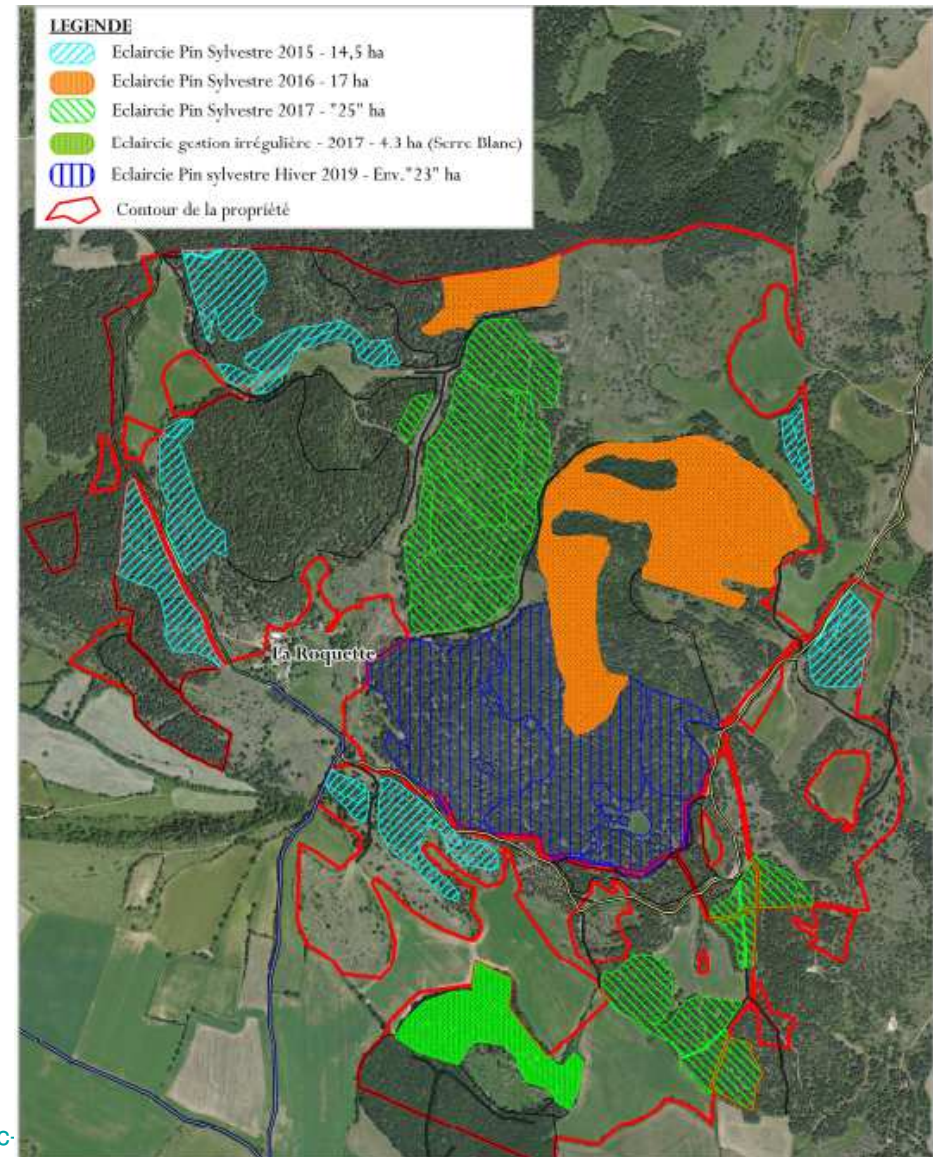 LEGENDE
Eclaircie Pin Sylvestre 2015 - 14,5 ha
Eclaircie Pin Sylvestre 2016 - 17 ha
Eclaircie Pin Sylvestre 2017 - "25" ha
Eclaircie gestion irrégulière - 2017 - 4.3 ha (Serre Blanc)
Eclaircie Pin sylvestre Hiver 2019 - Env."23" ha
Contour de la propriété
La Roquette